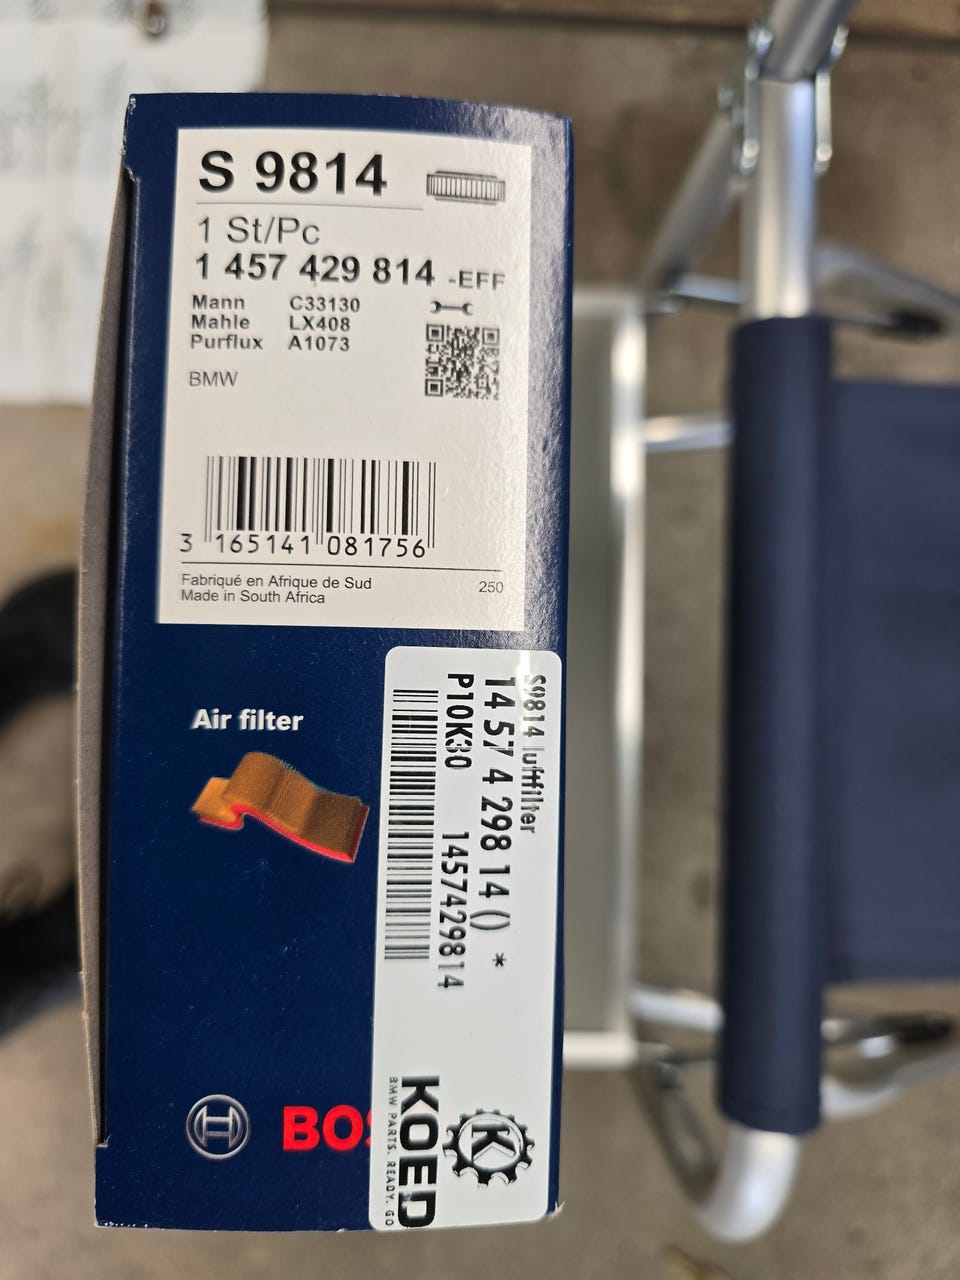 S 9814
1 St/Pc
1 457 429 814 -EFF
Mann C33130
Mahle LX408
Purflux A1073
BMW
3 165141 081756
Fabriqué en Afrique de Sud
Made in South Africa
250
Air filter
S9814 luftfilter
14 57 4 298 14 () *
P10K30 1457429814
BOS
KOED
BMW PARTS. READY. GO
K